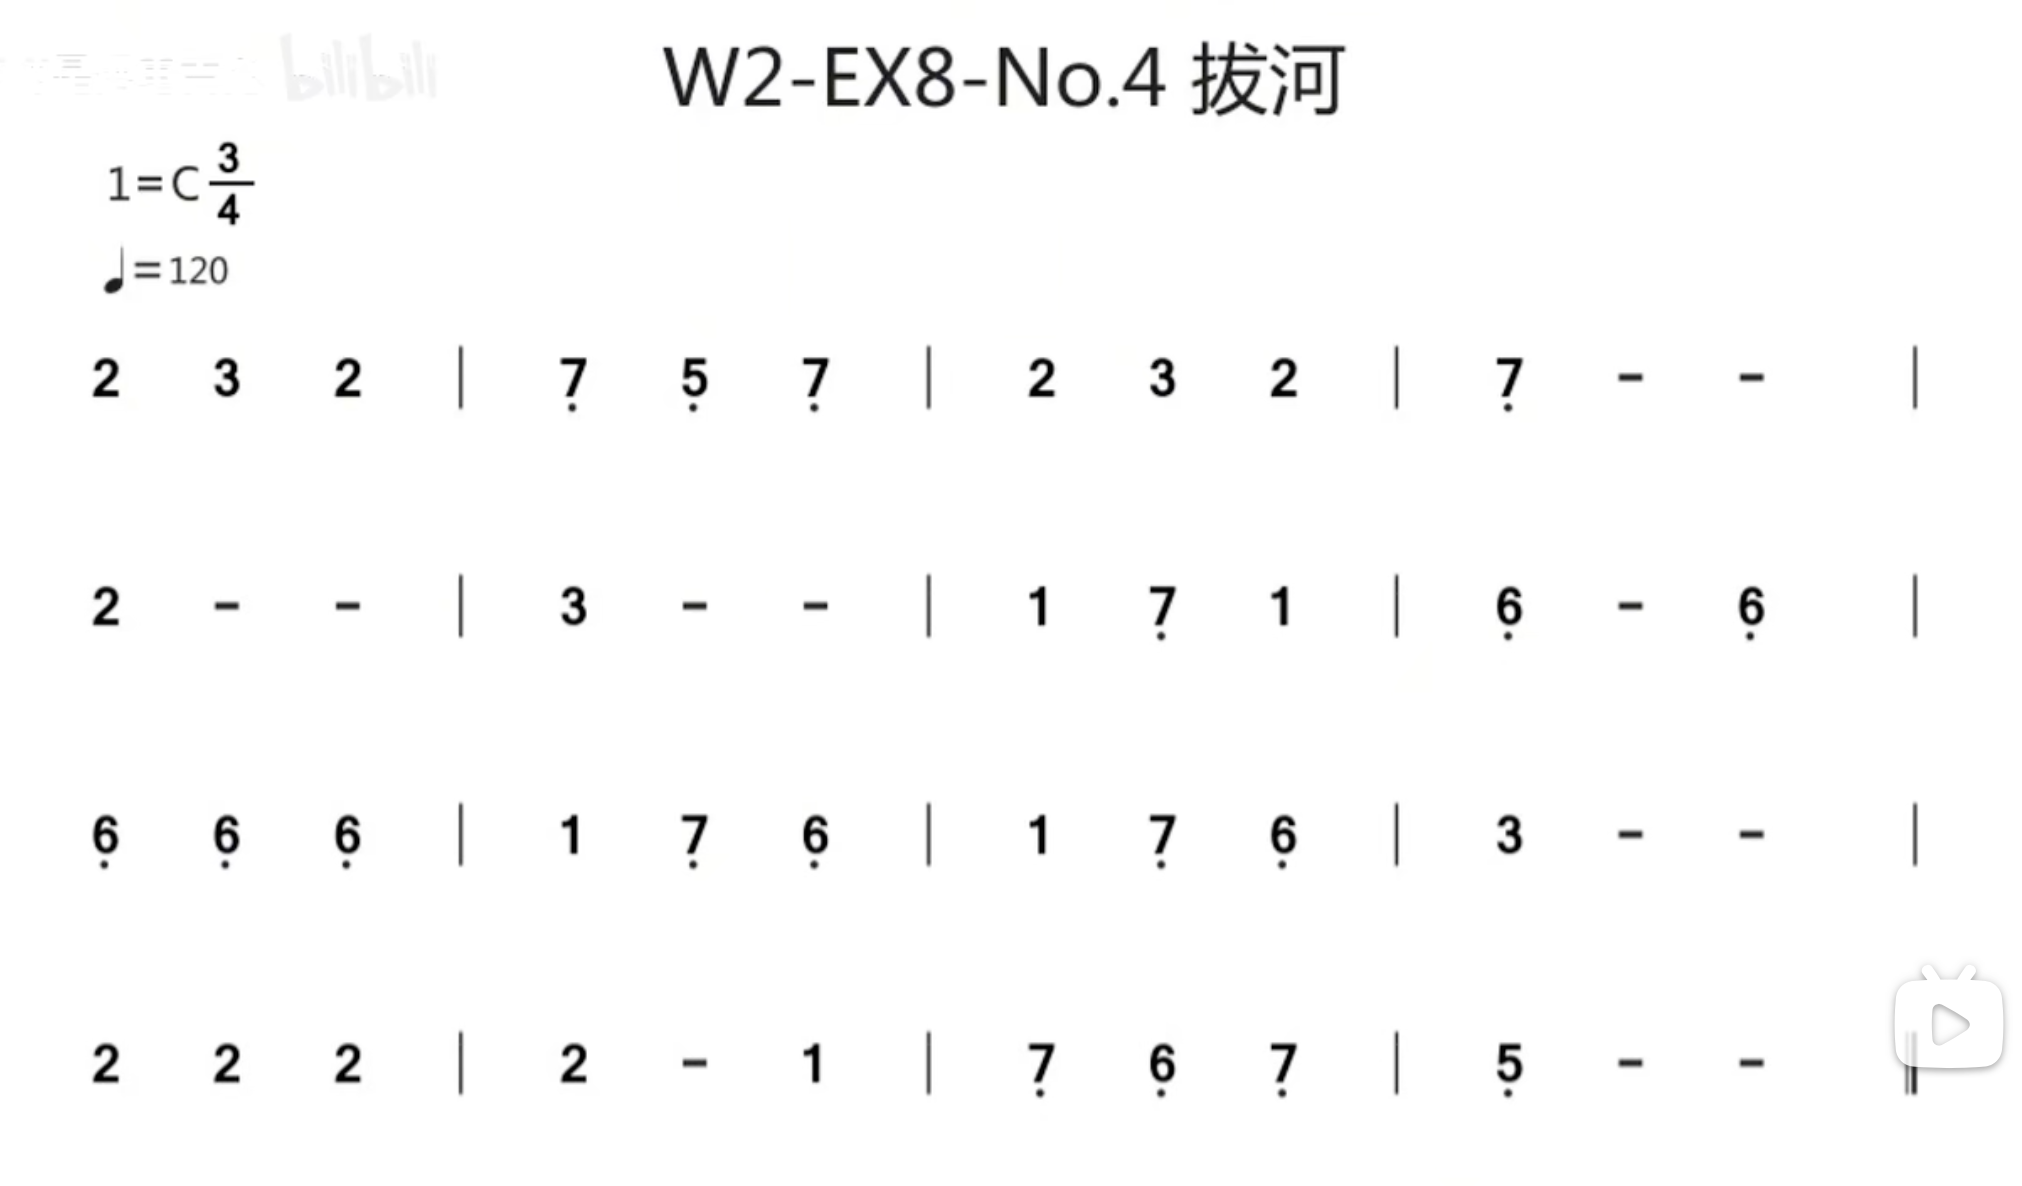 bilibili
W2-EX8-No.4 拔河
1=C 3/4
♩=120
2 3 2 | 7̣ 5̣ 7̣ | 2 3 2 | 7̣ - - |
2 - - | 3 - - | 1 7̣ 1 | 6̣ - 6̣ |
6̣ 6̣ 6̣ | 1 7̣ 6̣ | 1 7̣ 6̣ | 3 - - |
2 2 2 | 2 - 1 | 7̣ 6̣ 7̣ | 5̣ - - ‖